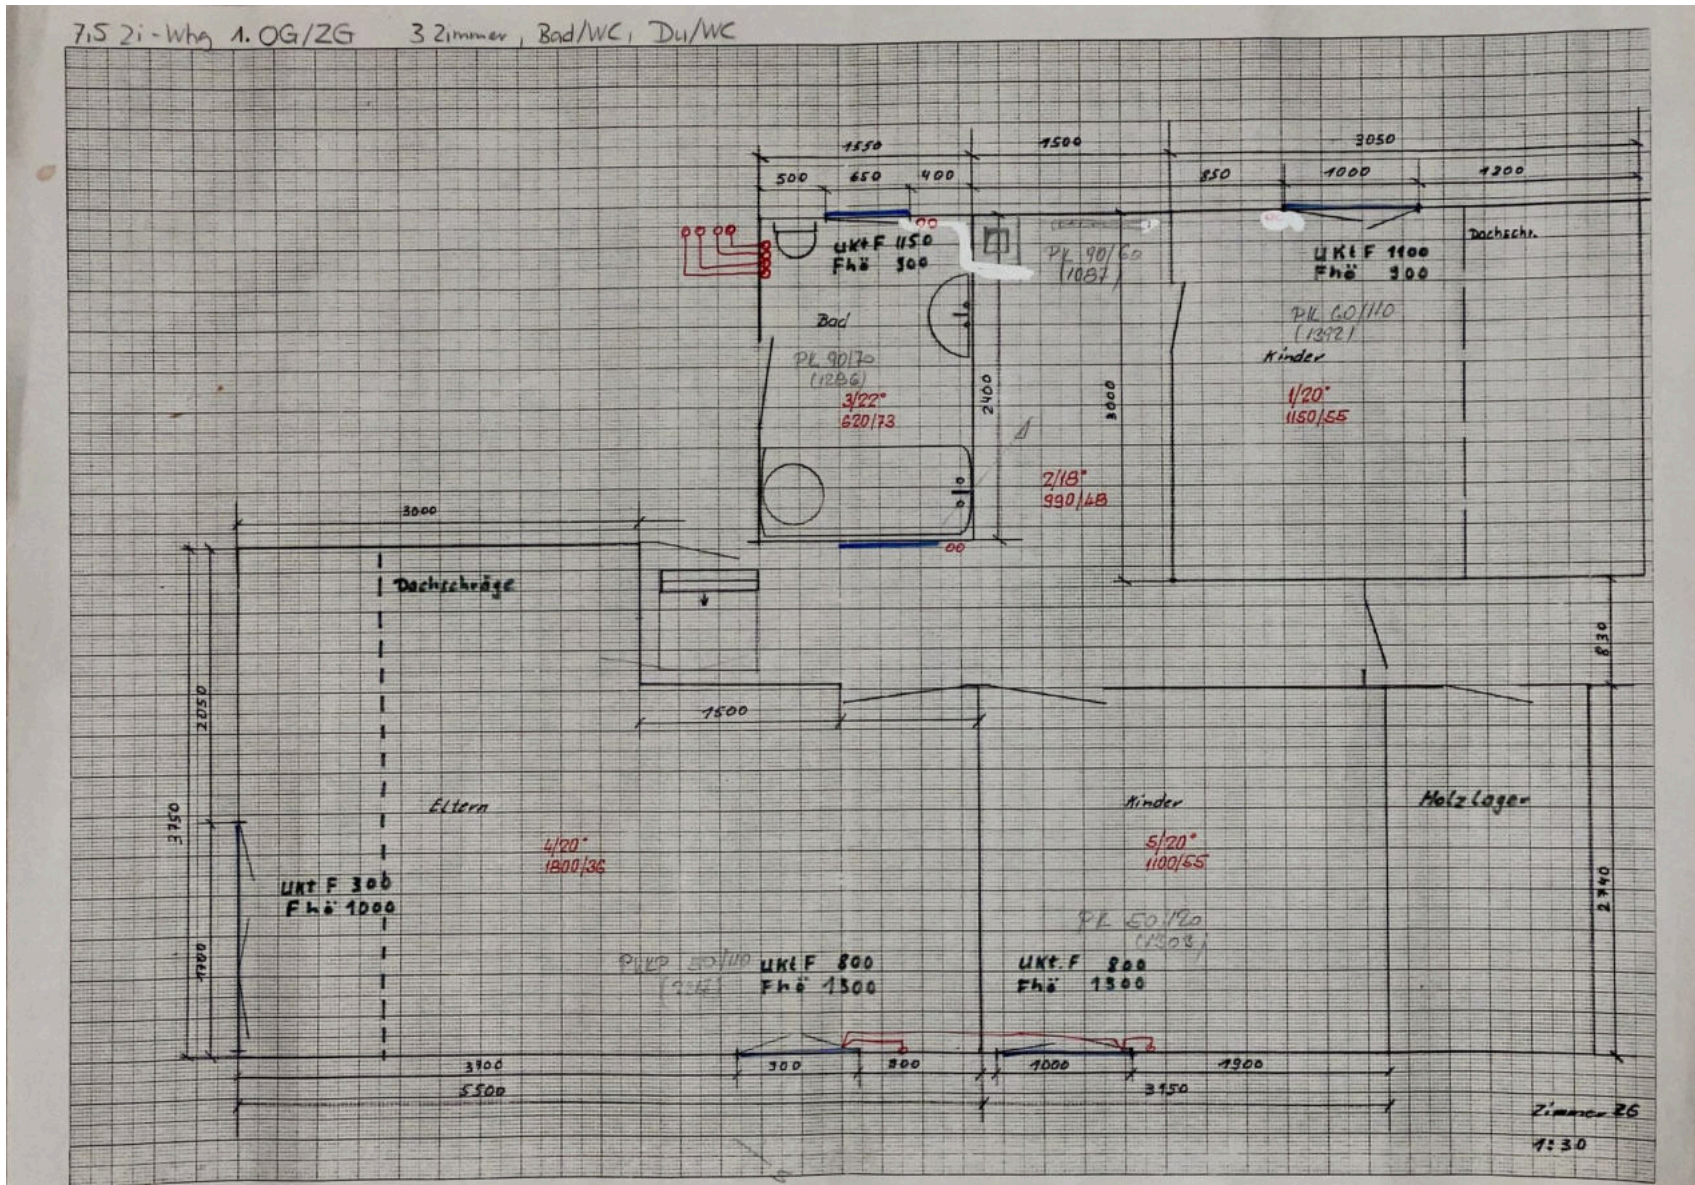 7,5 Zi-Whg 1. OG/ZG 3 Zimmer, Bad/WC, Du/WC
1550 1500 3050
500 650 400 850 1000 1200
UKt F 1150
Fhö 900
PK 90/60
(1087)
UKt F 1100
Fhö 900
Dachschr.
Bad
PK 90/70
(1286)
3/22°
620/73
2400
3000
PK 60/110
(1392)
Kinder
1/20°
1150/55
2/18°
990/48
3000
Dachschräge
830
1500
2050
3750
1700
Eltern
4/20°
1800/36
Kinder
5/20°
1100/55
Holzlager
2740
UKt F 300
Fhö 1000
UKt F 800
Fhö 1300
PK 50/120
(1303)
UKt. F 800
Fhö 1300
900 800 1000 1900
5500 3150
Zimmer ZG
1:30